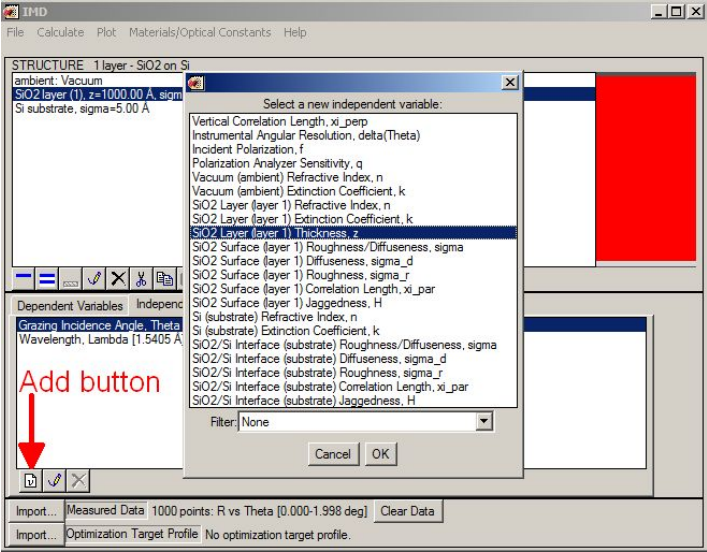 IMD
File Calculate Plot Materials/Optical Constants Help
STRUCTURE 1 layer - SiO2 on Si
ambient: Vacuum
SiO2 layer (1), z=1000.00 Å, sigm
Si substrate, sigma=5.00 Å
Select a new independent variable:
Vertical Correlation Length, xi_perp
Instrumental Angular Resolution, delta(Theta)
Incident Polarization, f
Polarization Analyzer Sensitivity, q
Vacuum (ambient) Refractive Index, n
Vacuum (ambient) Extinction Coefficient, k
SiO2 Layer (layer 1) Refractive Index, n
SiO2 Layer (layer 1) Extinction Coefficient, k
SiO2 Layer (layer 1) Thickness, z
SiO2 Surface (layer 1) Roughness/Diffuseness, sigma
SiO2 Surface (layer 1) Diffuseness, sigma_d
SiO2 Surface (layer 1) Roughness, sigma_r
SiO2 Surface (layer 1) Correlation Length, xi_par
SiO2 Surface (layer 1) Jaggedness, H
Si (substrate) Refractive Index, n
Si (substrate) Extinction Coefficient, k
SiO2/Si Interface (substrate) Roughness/Diffuseness, sigma
SiO2/Si Interface (substrate) Diffuseness, sigma_d
SiO2/Si Interface (substrate) Roughness, sigma_r
SiO2/Si Interface (substrate) Correlation Length, xi_par
SiO2/Si Interface (substrate) Jaggedness, H
Filter: None
Cancel OK
Dependent Variables Independ
Grazing Incidence Angle, Theta
Wavelength, Lambda [1.5405 Å
Add button
Import... Measured Data 1000 points: R vs Theta [0.000-1.998 deg] Clear Data
Import... Optimization Target Profile No optimization target profile.